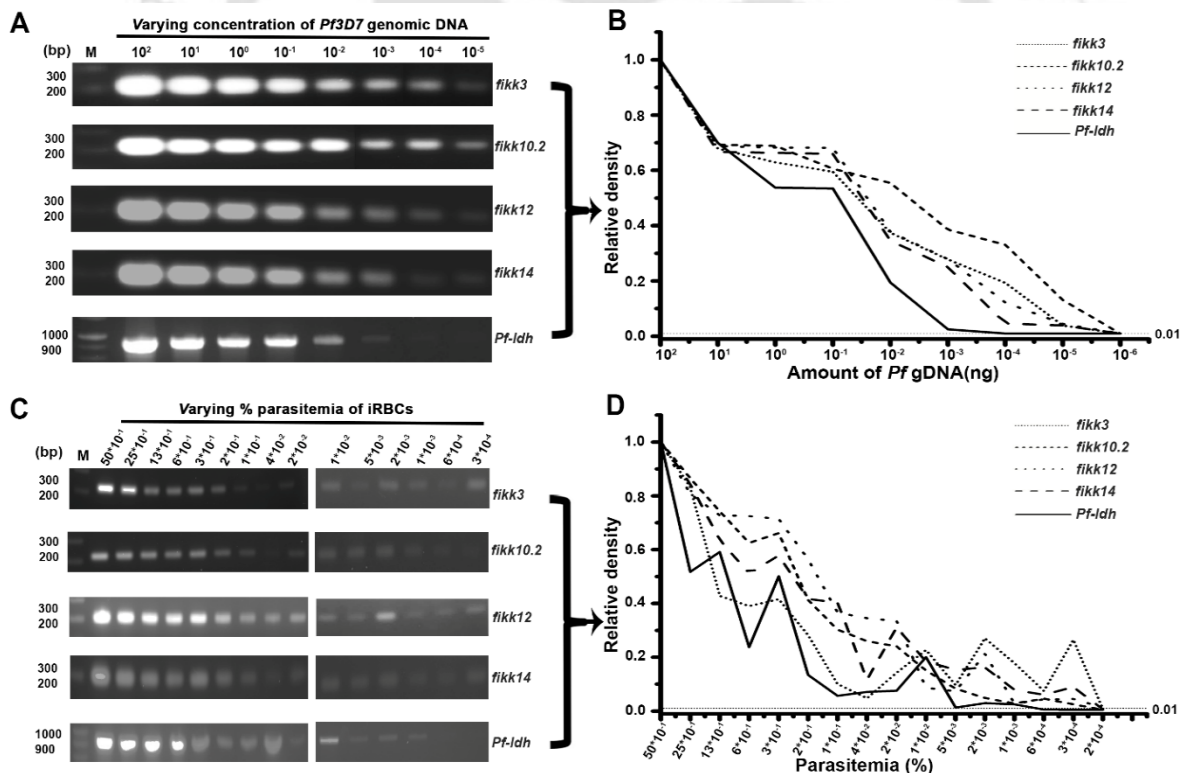 A
Varying concentration of Pf3D7 genomic DNA
(bp) M 10² 10¹ 10⁰ 10⁻¹ 10⁻² 10⁻³ 10⁻⁴ 10⁻⁵
300
200
fikk3
300
200
fikk10.2
300
200
fikk12
300
200
fikk14
1000
900
Pf-ldh
B
fikk3
fikk10.2
fikk12
fikk14
Pf-ldh
Relative density
1.0
0.8
0.6
0.4
0.2
0.0
0.01
10² 10¹ 10⁰ 10⁻¹ 10⁻² 10⁻³ 10⁻⁴ 10⁻⁵ 10⁻⁶
Amount of Pf gDNA(ng)
C
Varying % parasitemia of iRBCs
(bp) M 50*10⁻¹ 25*10⁻¹ 13*10⁻¹ 6*10⁻¹ 3*10⁻¹ 2*10⁻¹ 1*10⁻¹ 4*10⁻² 2*10⁻² 1*10⁻² 5*10⁻³ 2*10⁻³ 1*10⁻³ 6*10⁻⁴ 3*10⁻⁴
300
200
fikk3
300
200
fikk10.2
300
200
fikk12
300
200
fikk14
1000
900
Pf-ldh
D
fikk3
fikk10.2
fikk12
fikk14
Pf-ldh
Relative density
1.0
0.8
0.6
0.4
0.2
0.0
0.01
50*10⁻¹ 25*10⁻¹ 13*10⁻¹ 6*10⁻¹ 3*10⁻¹ 2*10⁻¹ 1*10⁻¹ 4*10⁻² 2*10⁻² 1*10⁻² 5*10⁻³ 2*10⁻³ 1*10⁻³ 6*10⁻⁴ 3*10⁻⁴ 2*10⁻⁴
Parasitemia (%)